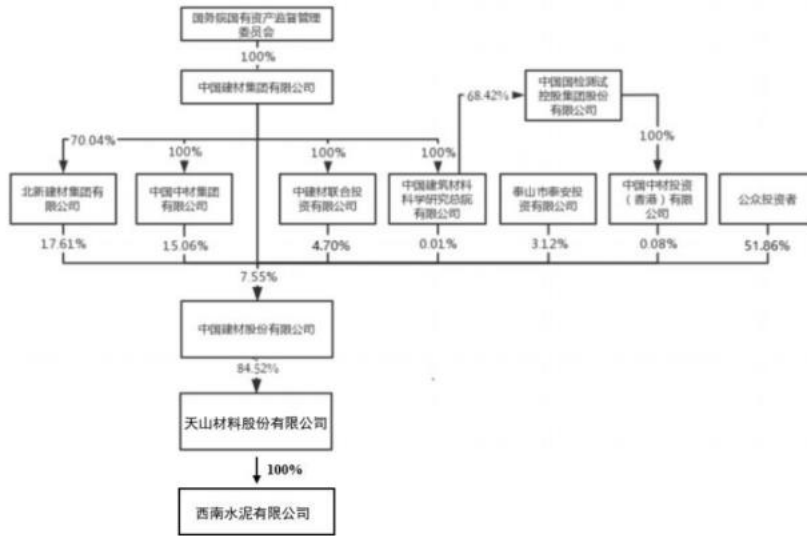 国务院国有资产监督管理
委员会
100%
中国建材集团有限公司
中国国检测试
控股集团股份
有限公司
68.42%
70.04%
100%
100%
100%
100%
北新建材集团有
限公司
中国中材集团
有限公司
中建材联合投
资有限公司
中国建筑材料
科学研究总院
有限公司
泰山市泰安投
资有限公司
中国中材投资
（香港）有限
公司
公众投资者
17.61%
15.06%
4.70%
0.01%
3.12%
0.08%
51.86%
7.55%
中国建材股份有限公司
84.52%
天山材料股份有限公司
100%
西南水泥有限公司